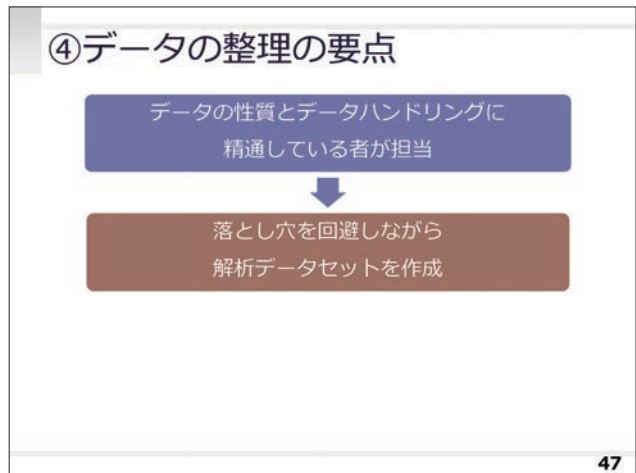 ④データの整理の要点
データの性質とデータハンドリングに
精通している者が担当
落とし穴を回避しながら
解析データセットを作成
47